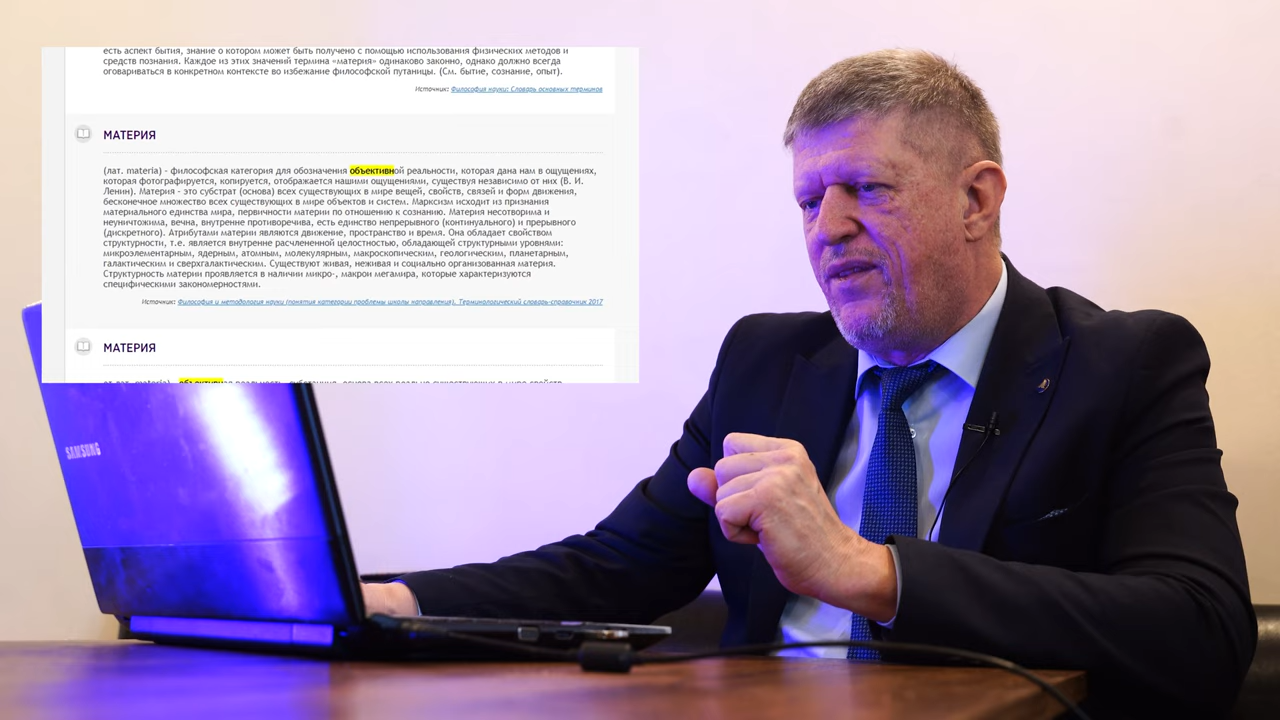 есть аспект бытия, знание о котором может быть получено с помощью использования физических методов и
средств познания. Каждое из этих значений термина «материя» одинаково законно, однако должно всегда
оговариваться в конкретном контексте во избежание философской путаницы. (См. бытие, сознание, опыт).
Источник: Философия науки: Словарь основных терминов
МАТЕРИЯ
(лат. materia) - философская категория для обозначения объективной реальности, которая дана нам в ощущениях,
которая фотографируется, копируется, отображается нашими ощущениями, существуя независимо от них (В. И.
Ленин). Материя - это субстрат (основа) всех существующих в мире вещей, свойств, связей и форм движения,
бесконечное множество всех существующих в мире объектов и систем. Марксизм исходит из признания
материального единства мира, первичности материи по отношению к сознанию. Материя несотворима и
неуничтожима, вечна, внутренне противоречива, есть единство непрерывного (континуального) и прерывного
(дискретного). Атрибутами материи являются движение, пространство и время. Она обладает свойством
структурности, т.е. является внутренне расчлененной целостностью, обладающей структурными уровнями:
микроэлементарным, ядерным, атомным, молекулярным, макроскопическим, геологическим, планетарным,
галактическим и сверхгалактическим. Существуют живая, неживая и социально организованная материя.
Структурность материи проявляется в наличии микро-, макрои мегамира, которые характеризуются
специфическими закономерностями.
Источник: Философия и методология науки (понятия категории проблемы школы направления). Терминологический словарь-справочник 2017
МАТЕРИЯ
SAMSUNG